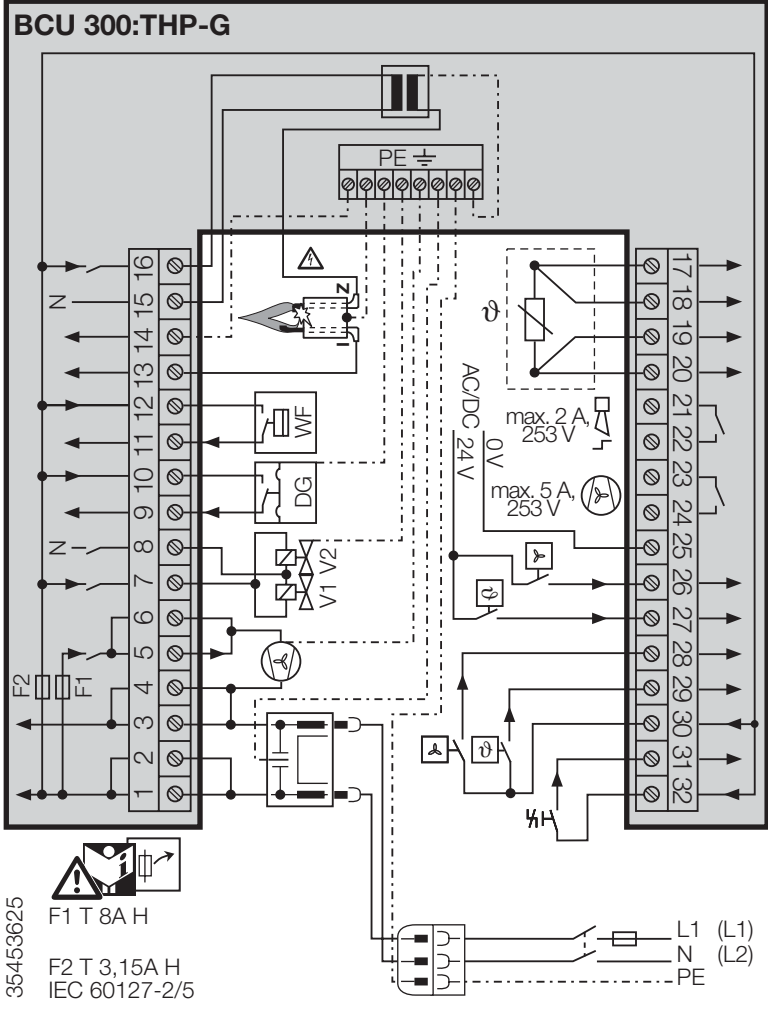 BCU 300:THP-G
PE
16
15
14
13
12
11
10
9
8
7
6
5
4
3
2
1
N
N
F2
F1
Z
I
WF
DG
V1 V2
ϑ
AC/DC
24 V
0 V
max. 2 A,
253 V
max. 5 A,
253 V
ϑ
ϑ
17
18
19
20
21
22
23
24
25
26
27
28
29
30
31
32
i
F1 T 8A H
F2 T 3,15A H
IEC 60127-2/5
35453625
L1 (L1)
N (L2)
PE